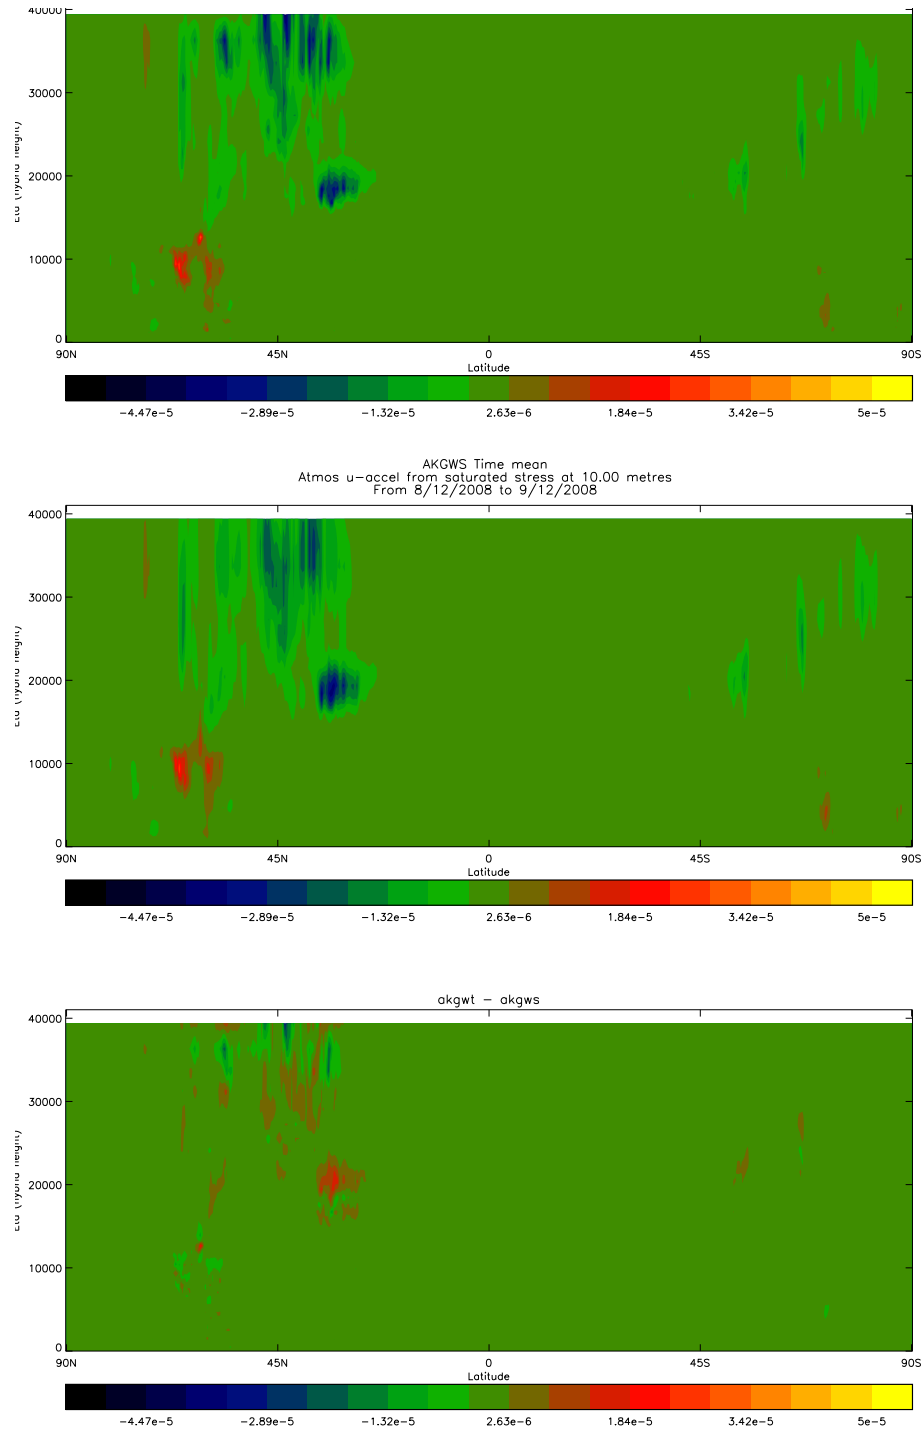 40000
30000
20000
10000
0
90N 45N 0 45S 90S
Latitude
−4.47e−5 −2.89e−5 −1.32e−5 2.63e−6 1.84e−5 3.42e−5 5e−5
AKGWS Time mean
Atmos u−accel from saturated stress at 10.00 metres
From 8/12/2008 to 9/12/2008
40000
30000
20000
10000
0
90N 45N 0 45S 90S
Latitude
−4.47e−5 −2.89e−5 −1.32e−5 2.63e−6 1.84e−5 3.42e−5 5e−5
akgwt − akgws
40000
30000
20000
10000
0
90N 45N 0 45S 90S
Latitude
−4.47e−5 −2.89e−5 −1.32e−5 2.63e−6 1.84e−5 3.42e−5 5e−5